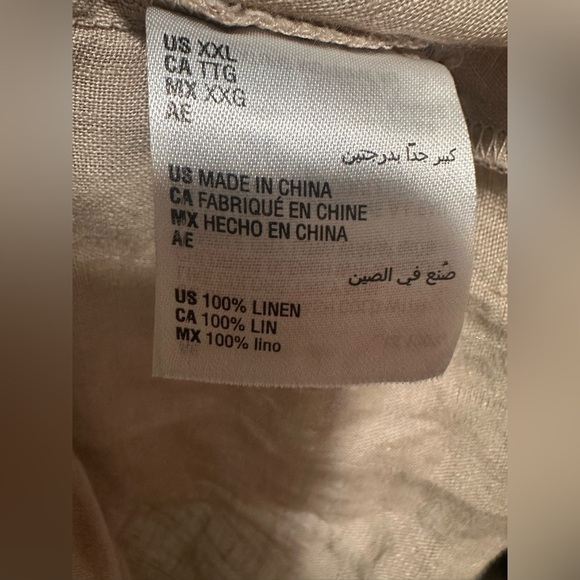 US XXL
CA TTG
MX XXG
AE
كبير جدًا بدرجتين
US MADE IN CHINA
CA FABRIQUÉ EN CHINE
MX HECHO EN CHINA
AE
صُنع في الصين
US 100% LINEN
CA 100% LIN
MX 100% lino